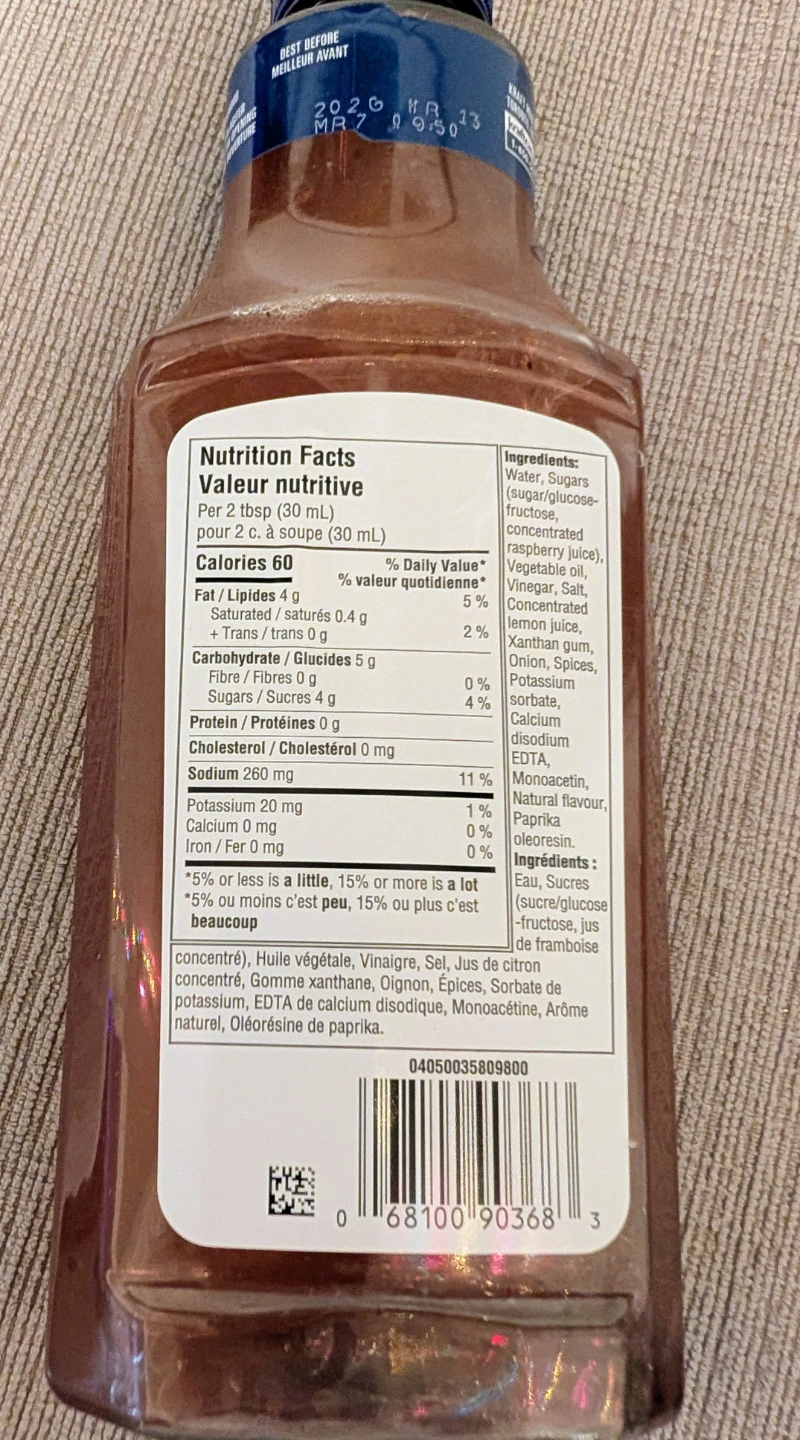 BEST BEFORE
MEILLEUR AVANT
2026 MR 13
MR7 09:50
OPENING
Nutrition Facts
Valeur nutritive
Per 2 tbsp (30 mL)
pour 2 c. à soupe (30 mL)
Calories 60
% Daily Value*
% valeur quotidienne*
Fat / Lipides 4 g 5 %
Saturated / saturés 0.4 g
+ Trans / trans 0 g 2 %
Carbohydrate / Glucides 5 g
Fibre / Fibres 0 g 0 %
Sugars / Sucres 4 g 4 %
Protein / Protéines 0 g
Cholesterol / Cholestérol 0 mg
Sodium 260 mg 11 %
Potassium 20 mg 1 %
Calcium 0 mg 0 %
Iron / Fer 0 mg 0 %
*5% or less is a little, 15% or more is a lot
*5% ou moins c'est peu, 15% ou plus c'est
beaucoup
Ingredients:
Water, Sugars
(sugar/glucose-
fructose,
concentrated
raspberry juice),
Vegetable oil,
Vinegar, Salt,
Concentrated
lemon juice,
Xanthan gum,
Onion, Spices,
Potassium
sorbate,
Calcium
disodium
EDTA,
Monoacetin,
Natural flavour,
Paprika
oleoresin.
Ingrédients :
Eau, Sucres
(sucre/glucose
-fructose, jus
de framboise
concentré), Huile végétale, Vinaigre, Sel, Jus de citron
concentré, Gomme xanthane, Oignon, Épices, Sorbate de
potassium, EDTA de calcium disodique, Monoacétine, Arôme
naturel, Oléorésine de paprika.
04050035809800
0 68100 90368 3